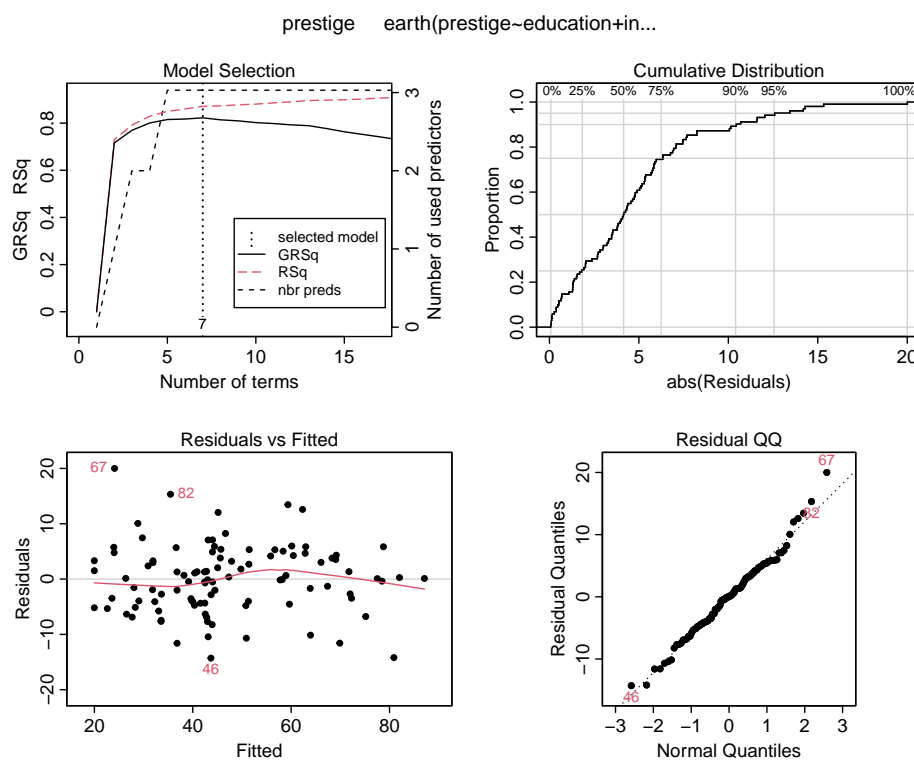 prestige earth(prestige~education+in...
Model Selection
GRSq RSq
0 0.2 0.4 0.6 0.8
0 1 2 3
Number of used predictors
selected model
GRSq
RSq
nbr preds
7
0 5 10 15
Number of terms
Cumulative Distribution
0% 25% 50% 75% 90% 95% 100%
Proportion
0.0 0.2 0.4 0.6 0.8 1.0
0 5 10 15 20
abs(Residuals)
Residuals vs Fitted
Residuals
−20 −10 0 10 20
67
82
46
20 40 60 80
Fitted
Residual QQ
Residual Quantiles
−10 0 10 20
67
82
46
−3 −2 −1 0 1 2 3
Normal Quantiles